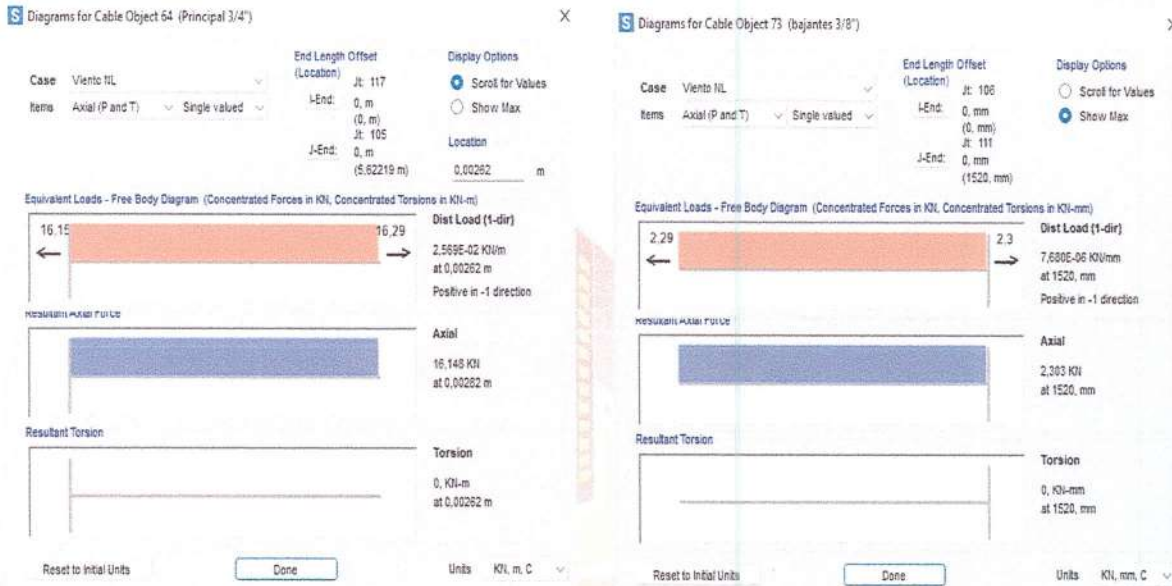 S Diagrams for Cable Object 64 (Principal 3/4")
X
Case Viento NL
Items Axial (P and T) Single valued
End Length Offset
(Location)
Jt: 117
I-End: 0, m
(0, m)
Jt: 105
J-End: 0, m
(5,62219 m)
Display Options
Scroll for Values
Show Max
Location
0,00262 m
Equivalent Loads - Free Body Diagram (Concentrated Forces in KN, Concentrated Torsions in KN-m)
16,15 16,29
Dist Load (1-dir)
2,569E-02 KN/m
at 0,00262 m
Positive in -1 direction
Resultant Axial Force
Axial
16,148 KN
at 0,00262 m
Resultant Torsion
Torsion
0, KN-m
at 0,00262 m
Reset to Initial Units Done Units KN, m, C
S Diagrams for Cable Object 73 (bajantes 3/8")
Case Viento NL
Items Axial (P and T) Single valued
End Length Offset
(Location)
Jt: 106
I-End: 0, mm
(0, mm)
Jt: 111
J-End: 0, mm
(1520, mm)
Display Options
Scroll for Values
Show Max
Equivalent Loads - Free Body Diagram (Concentrated Forces in KN, Concentrated Torsions in KN-mm)
2,29 2,3
Dist Load (1-dir)
7,680E-06 KN/mm
at 1520, mm
Positive in -1 direction
Resultant Axial Force
Axial
2,303 KN
at 1520, mm
Resultant Torsion
Torsion
0, KN-mm
at 1520, mm
Reset to Initial Units Done Units KN, mm, C